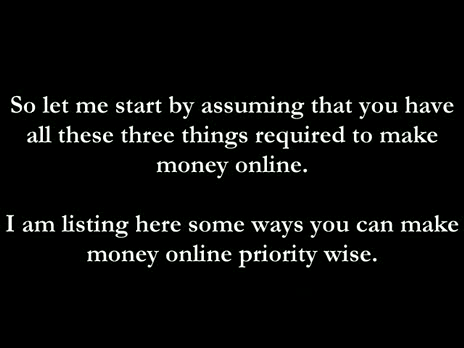 So let me start by assuming that you have
all these three things required to make
money online.
I am listing here some ways you can make
money online priority wise.